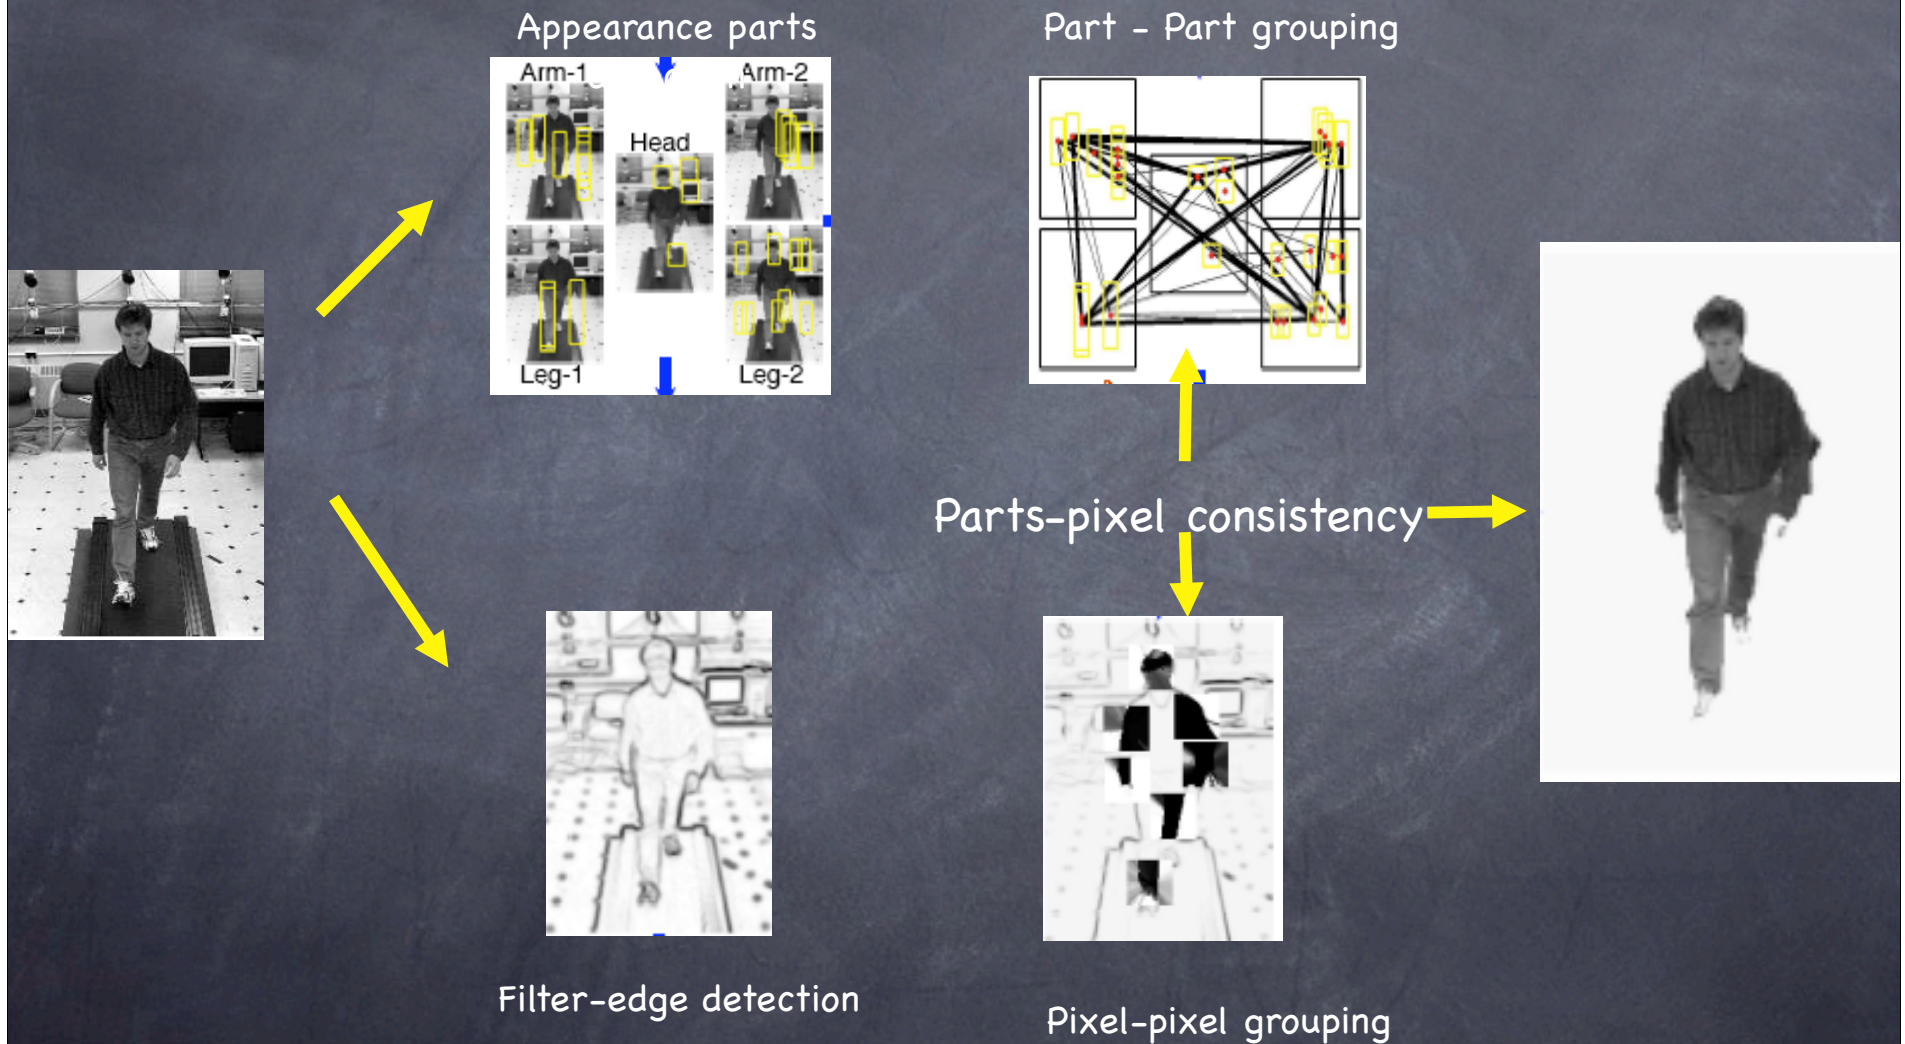 Appearance parts
Part - Part grouping
Arm-1
Arm-2
Head
Leg-1
Leg-2
Parts-pixel consistency
Filter-edge detection
Pixel-pixel grouping